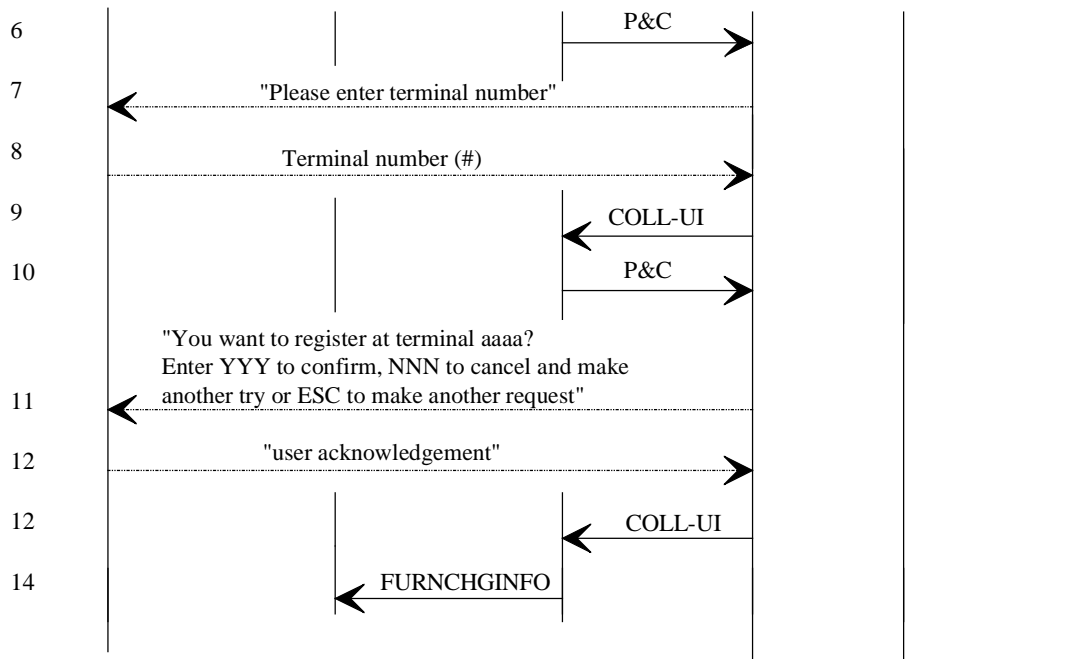 6
P&C
7
"Please enter terminal number"
8
Terminal number (#)
9
COLL-UI
10
P&C
"You want to register at terminal aaaa?
Enter YYY to confirm, NNN to cancel and make
another try or ESC to make another request"
11
12
"user acknowledgement"
12
COLL-UI
14
FURNCHGINFO